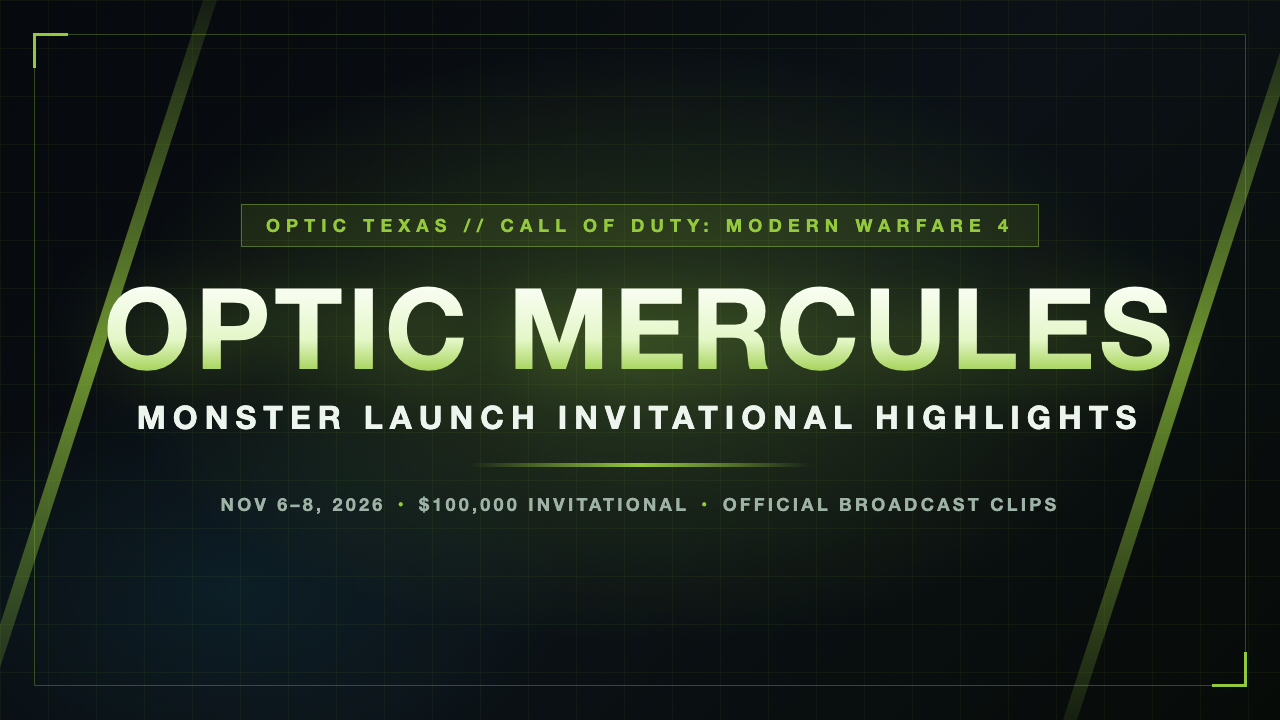 OPTIC TEXAS // CALL OF DUTY: MODERN WARFARE 4
OPTIC MERCULES
MONSTER LAUNCH INVITATIONAL HIGHLIGHTS
NOV 6–8, 2026 • $100,000 INVITATIONAL • OFFICIAL BROADCAST CLIPS